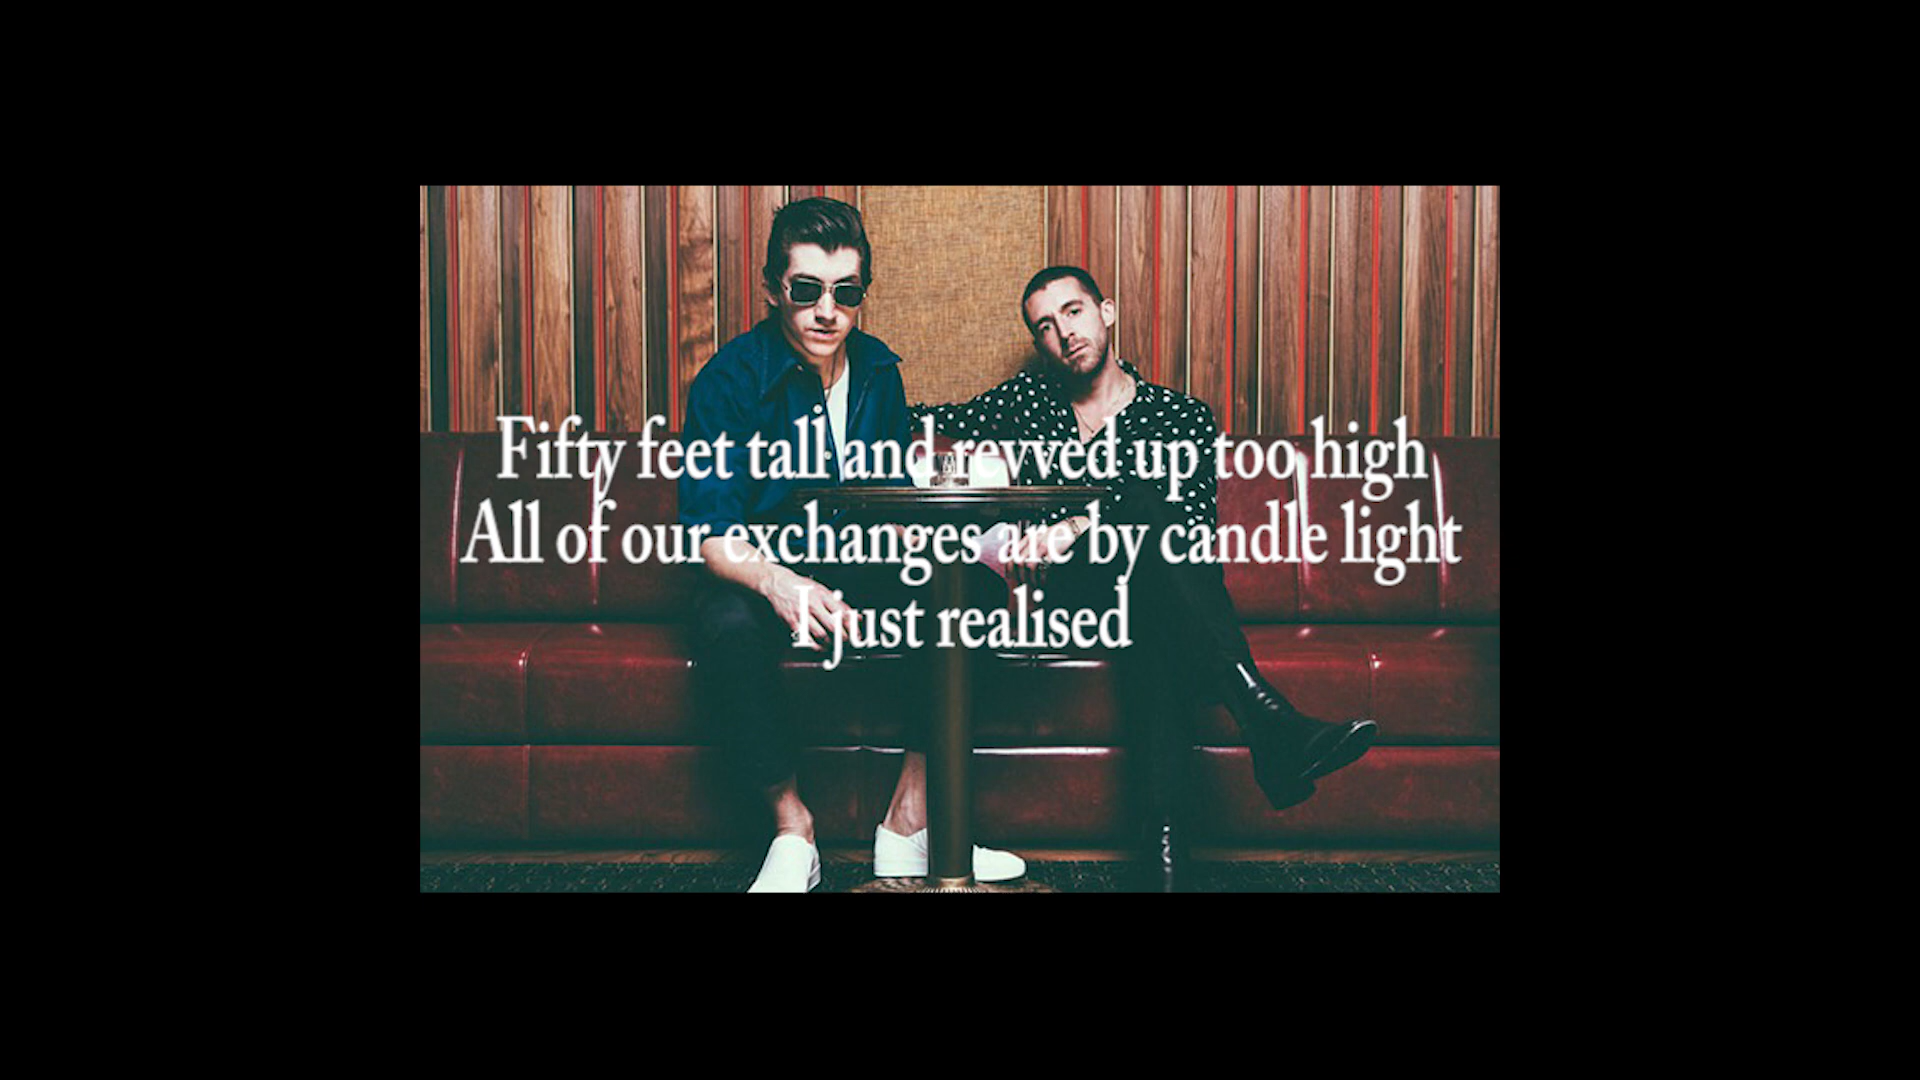 Fifty feet tall and revved up too high
All of our exchanges are by candle light
I just realised